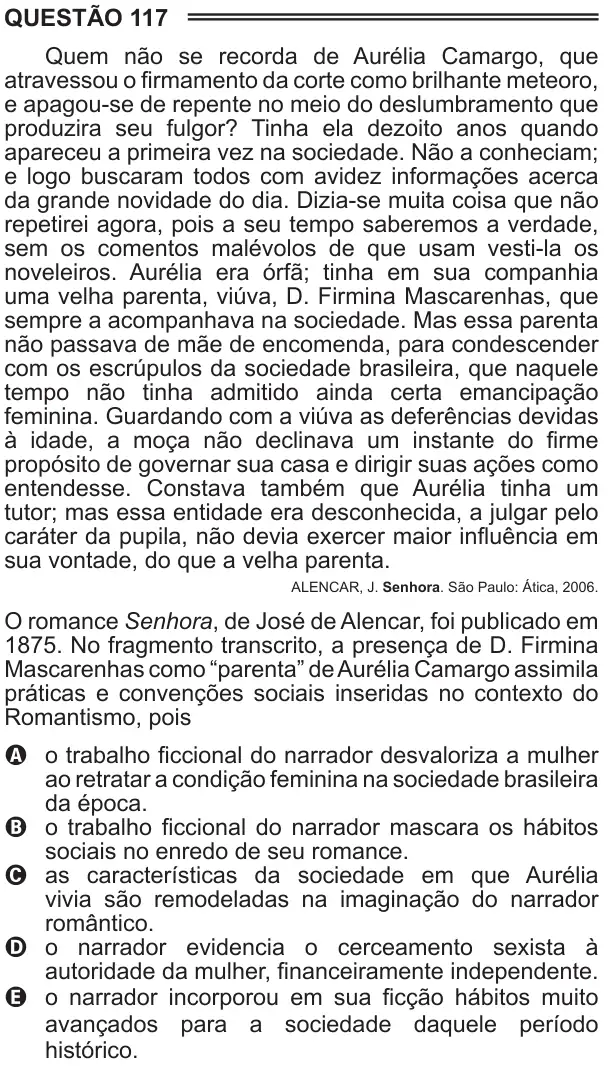 QUESTÃO 117
Quem não se recorda de Aurélia Camargo, que
atravessou o firmamento da corte como brilhante meteoro,
e apagou-se de repente no meio do deslumbramento que
produzira seu fulgor? Tinha ela dezoito anos quando
apareceu a primeira vez na sociedade. Não a conheciam;
e logo buscaram todos com avidez informações acerca
da grande novidade do dia. Dizia-se muita coisa que não
repetirei agora, pois a seu tempo saberemos a verdade,
sem os comentos malévolos de que usam vesti-la os
noveleiros. Aurélia era órfã; tinha em sua companhia
uma velha parenta, viúva, D. Firmina Mascarenhas, que
sempre a acompanhava na sociedade. Mas essa parenta
não passava de mãe de encomenda, para condescender
com os escrúpulos da sociedade brasileira, que naquele
tempo não tinha admitido ainda certa emancipação
feminina. Guardando com a viúva as deferências devidas
à idade, a moça não declinava um instante do firme
propósito de governar sua casa e dirigir suas ações como
entendesse. Constava também que Aurélia tinha um
tutor; mas essa entidade era desconhecida, a julgar pelo
caráter da pupila, não devia exercer maior influência em
sua vontade, do que a velha parenta.
ALENCAR, J. Senhora. São Paulo: Ática, 2006.
O romance Senhora, de José de Alencar, foi publicado em
1875. No fragmento transcrito, a presença de D. Firmina
Mascarenhas como “parenta” de Aurélia Camargo assimila
práticas e convenções sociais inseridas no contexto do
Romantismo, pois
A o trabalho ficcional do narrador desvaloriza a mulher
ao retratar a condição feminina na sociedade brasileira
da época.
B o trabalho ficcional do narrador mascara os hábitos
sociais no enredo de seu romance.
C as características da sociedade em que Aurélia
vivia são remodeladas na imaginação do narrador
romântico.
D o narrador evidencia o cerceamento sexista à
autoridade da mulher, financeiramente independente.
E o narrador incorporou em sua ficção hábitos muito
avançados para a sociedade daquele período
histórico.